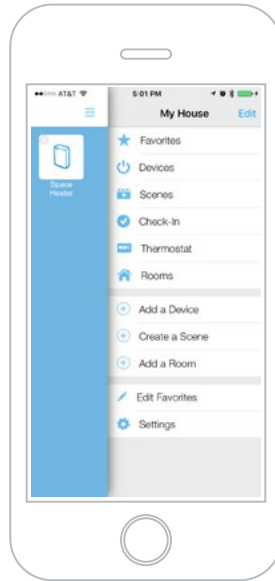 AT&T 5:01 PM
My House Edit
Space
Heater
Favorites
Devices
Scenes
Check-In
Thermostat
Rooms
Add a Device
Create a Scene
Add a Room
Edit Favorites
Settings